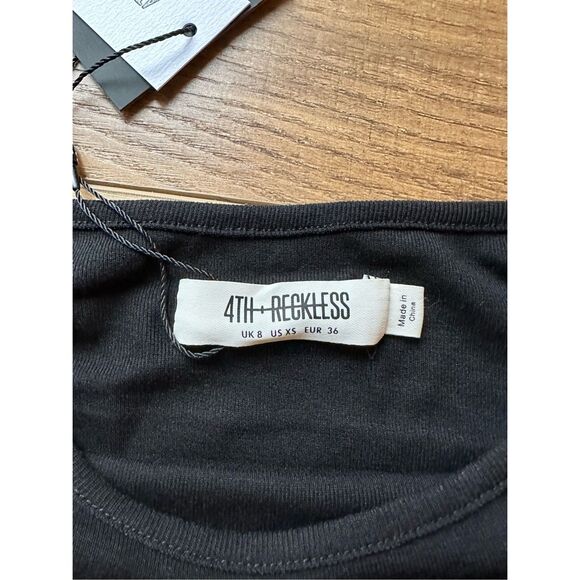 4TH+RECKLESS
UK 8 US XS EUR 36
Made in
China